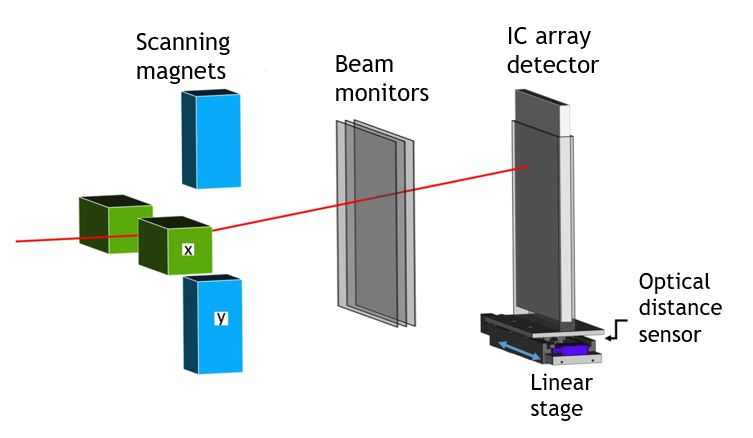 Scanning
magnets
Beam
monitors
IC array
detector
x
y
Optical
distance
sensor
Linear
stage